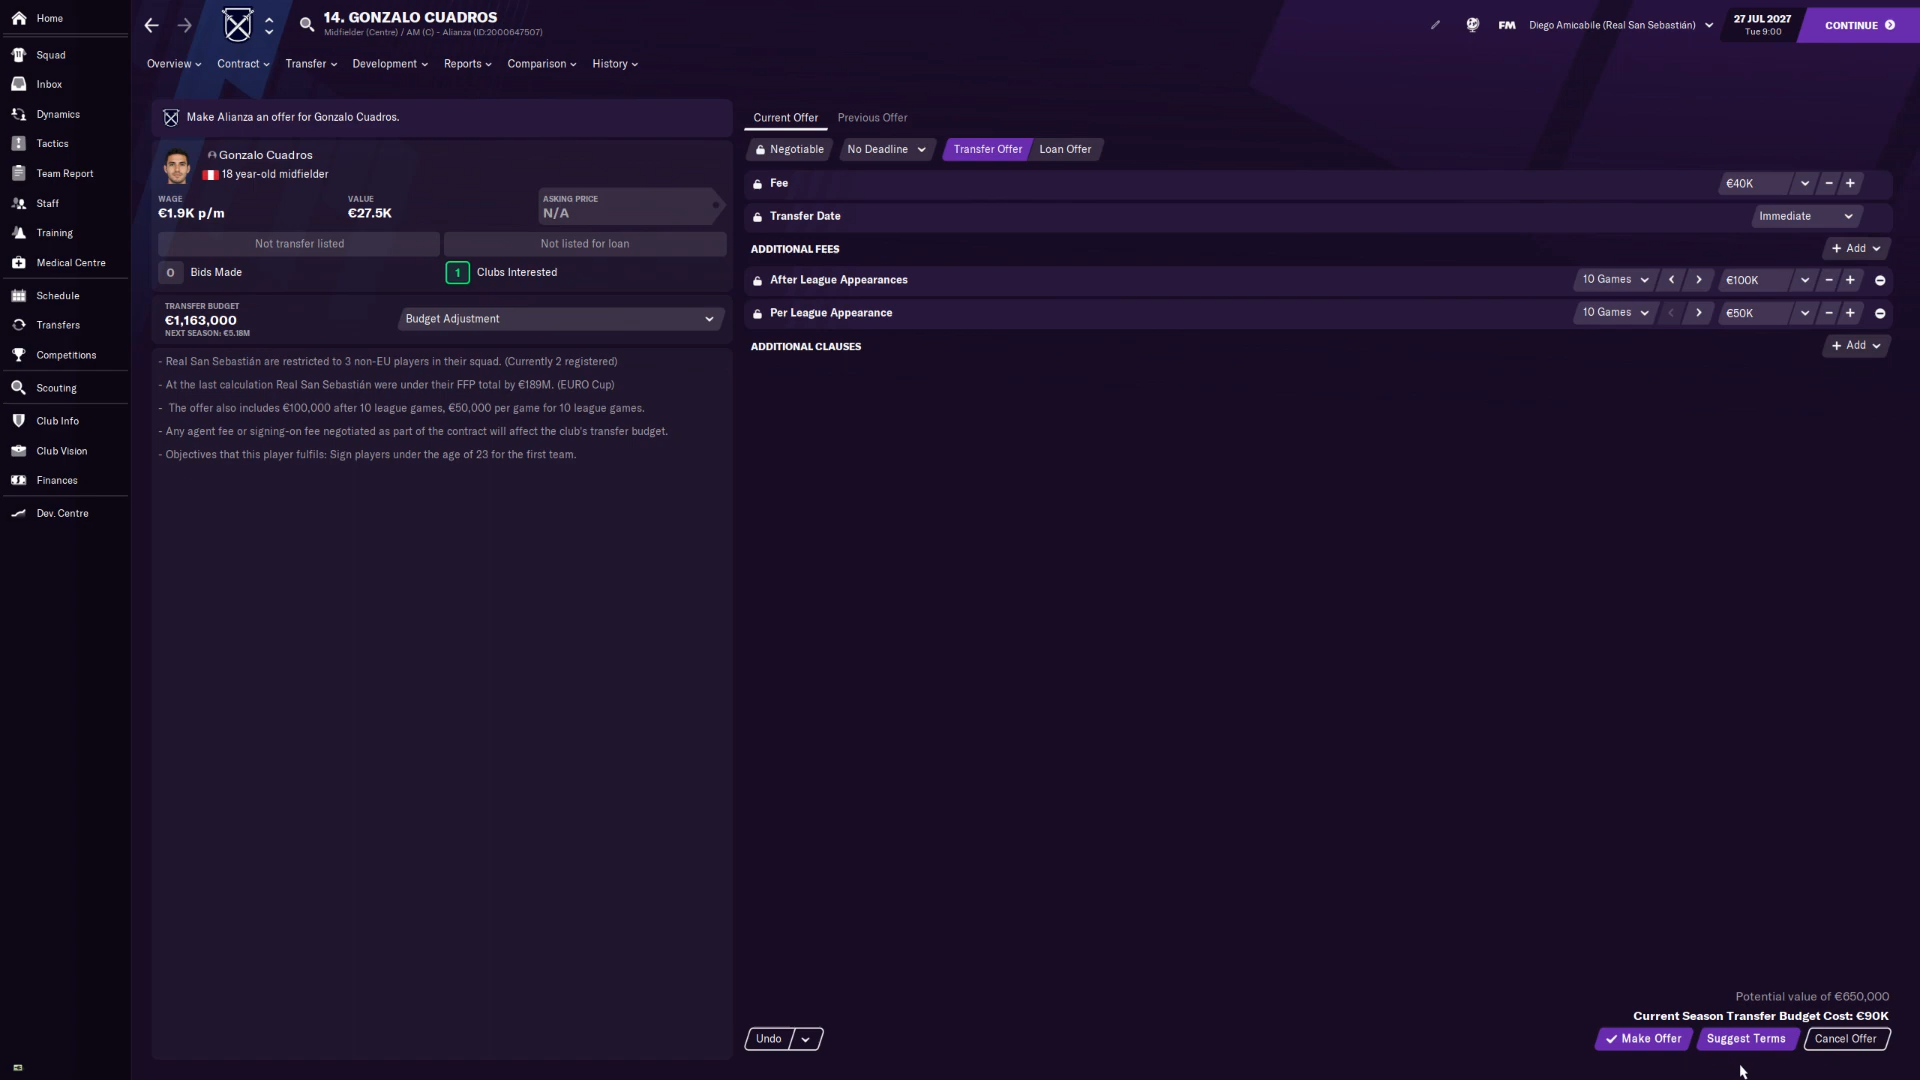 Home
Squad
Inbox
Dynamics
Tactics
Team Report
Staff
Training
Medical Centre
Schedule
Transfers
Competitions
Scouting
Club Info
Club Vision
Finances
Dev. Centre
14. GONZALO CUADROS
Midfielder (Centre) / AM (C) - Alianza (ID:2000647507)
FM
Diego Amicabile (Real San Sebastián)
27 JUL 2027
Tue 9:00
CONTINUE
Overview
Contract
Transfer
Development
Reports
Comparison
History
Make Alianza an offer for Gonzalo Cuadros.
Gonzalo Cuadros
18 year-old midfielder
WAGE
€1.9K p/m
VALUE
€27.5K
ASKING PRICE
N/A
Not transfer listed
Not listed for loan
0 Bids Made
1 Clubs Interested
TRANSFER BUDGET
€1,163,000
NEXT SEASON: €5.18M
Budget Adjustment
- Real San Sebastián are restricted to 3 non-EU players in their squad. (Currently 2 registered)
- At the last calculation Real San Sebastián were under their FFP total by €189M. (EURO Cup)
- The offer also includes €100,000 after 10 league games, €50,000 per game for 10 league games.
- Any agent fee or signing-on fee negotiated as part of the contract will affect the club's transfer budget.
- Objectives that this player fulfils: Sign players under the age of 23 for the first team.
Current Offer
Previous Offer
Negotiable
No Deadline
Transfer Offer
Loan Offer
Fee
€40K
Transfer Date
Immediate
ADDITIONAL FEES
+ Add
After League Appearances
10 Games
€100K
Per League Appearance
10 Games
€50K
ADDITIONAL CLAUSES
+ Add
Potential value of €650,000
Current Season Transfer Budget Cost: €90K
Undo
Make Offer
Suggest Terms
Cancel Offer